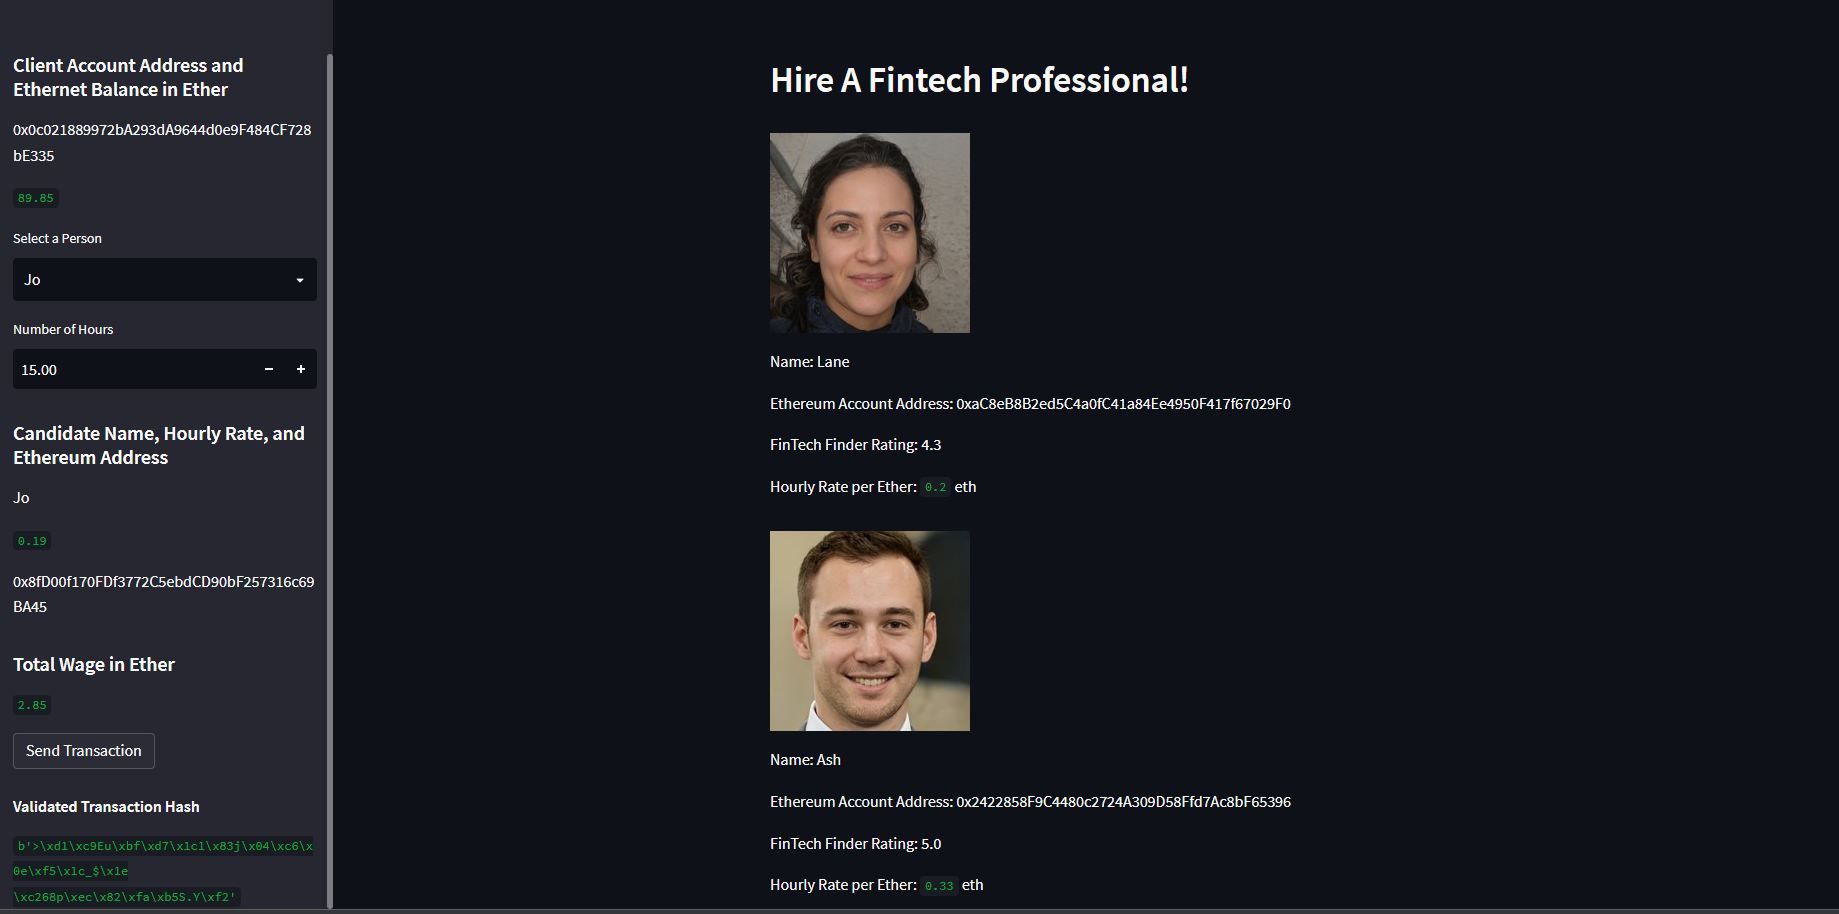 Client Account Address and
Ethernet Balance in Ether
0x0c021889972bA293dA9644d0e9F484CF728
bE335
89.85
Select a Person
Jo
Number of Hours
15.00
Candidate Name, Hourly Rate, and
Ethereum Address
Jo
0.19
0x8fD00f170FDf3772C5ebdCD90bF257316c69
BA45
Total Wage in Ether
2.85
Send Transaction
Validated Transaction Hash
b'>\xd1\xc9Eu\xbf\xd7\x1c1\x83j\x04\xc6\x
0e\xf5\x1c_$\x1e
\xc268p\xec\x82\xfa\xb5S.Y\xf2'
Hire A Fintech Professional!
Name: Lane
Ethereum Account Address: 0xaC8eB8B2ed5C4a0fC41a84Ee4950F417f67029F0
FinTech Finder Rating: 4.3
Hourly Rate per Ether: 0.2 eth
Name: Ash
Ethereum Account Address: 0x2422858F9C4480c2724A309D58Ffd7Ac8bF65396
FinTech Finder Rating: 5.0
Hourly Rate per Ether: 0.33 eth